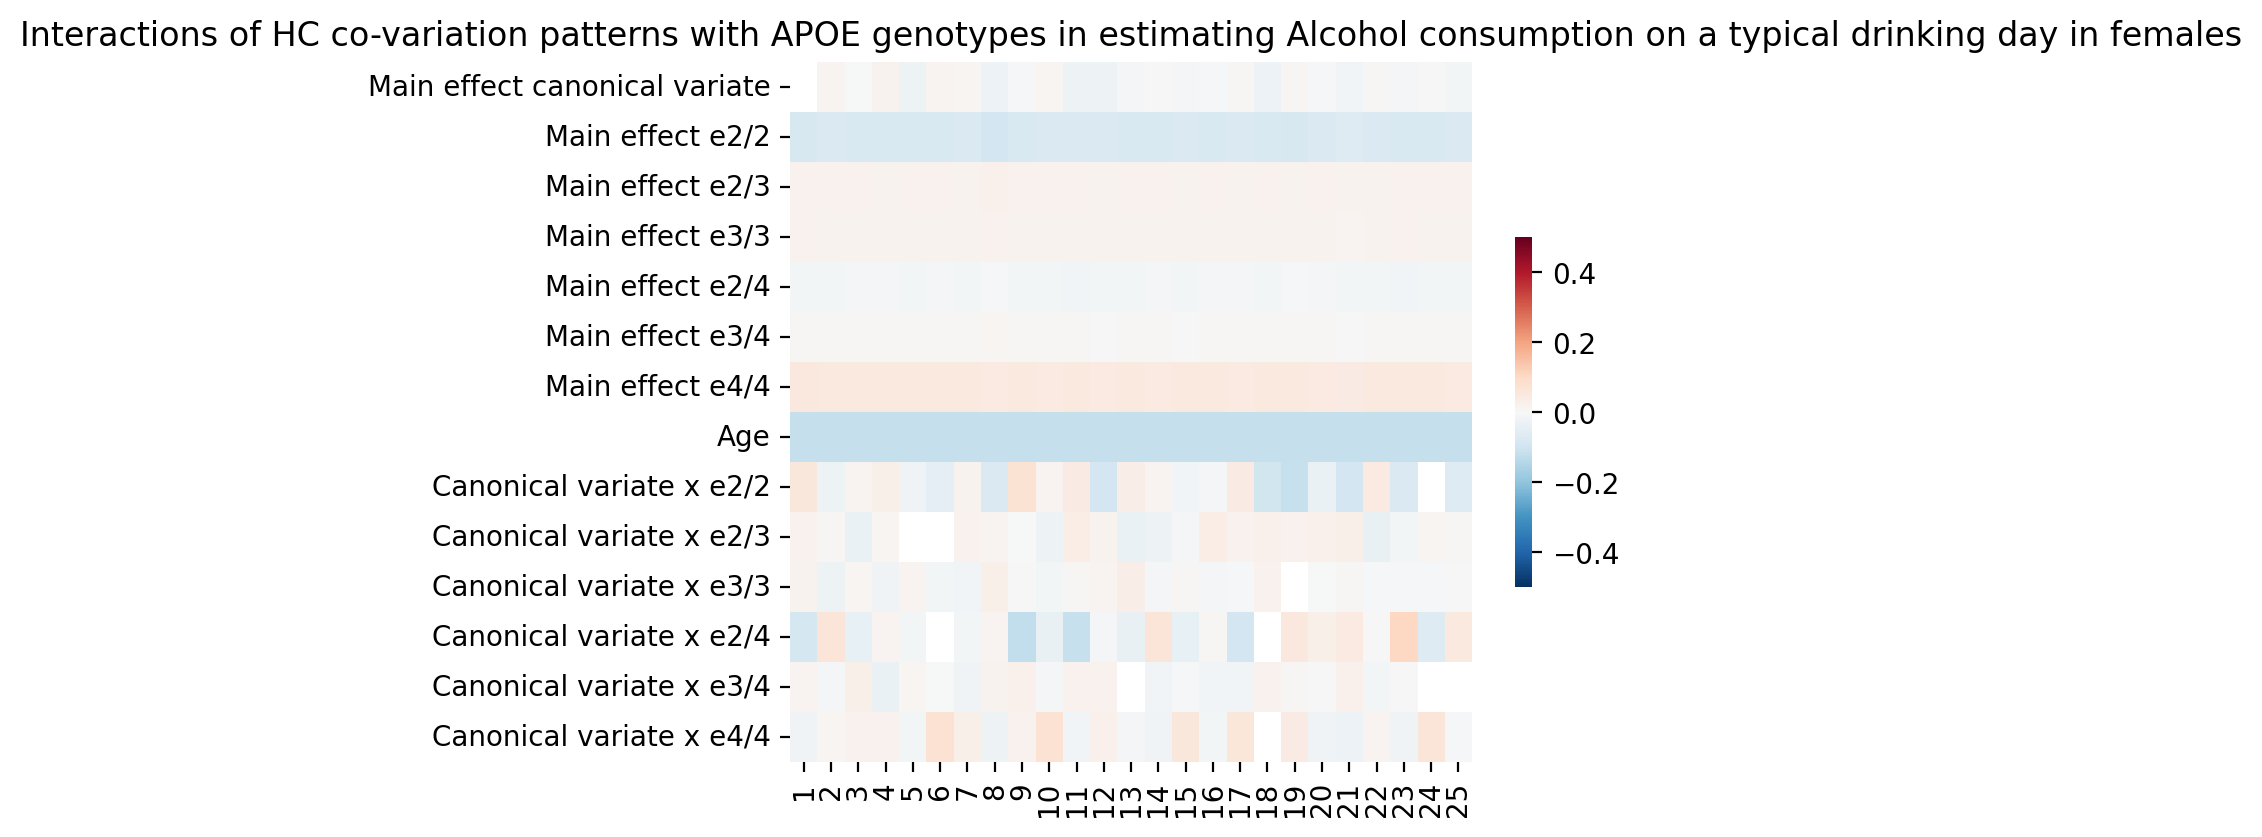 Interactions of HC co-variation patterns with APOE genotypes in estimating Alcohol consumption on a typical drinking day in females
Main effect canonical variate
Main effect e2/2
Main effect e2/3
Main effect e3/3
Main effect e2/4
Main effect e3/4
Main effect e4/4
Age
Canonical variate x e2/2
Canonical variate x e2/3
Canonical variate x e3/3
Canonical variate x e2/4
Canonical variate x e3/4
Canonical variate x e4/4
1 2 3 4 5 6 7 8 9 10 11 12 13 14 15 16 17 18 19 20 21 22 23 24 25
0.4
0.2
0.0
−0.2
−0.4